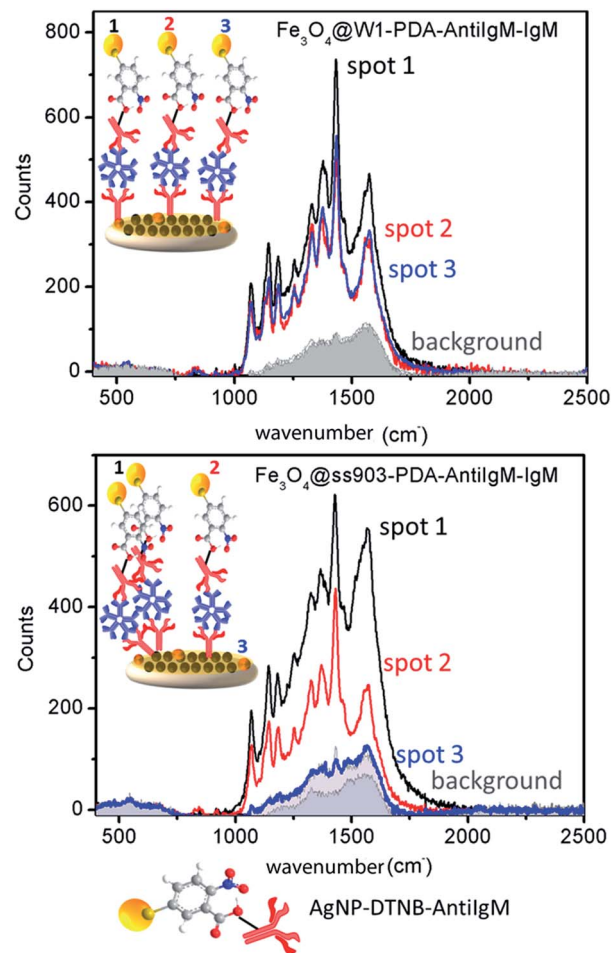 Fe₃O₄@W1-PDA-AntiIgM-IgM
1 2 3
spot 1
spot 2
spot 3
background
Counts
800
600
400
200
0
500 1000 1500 2000 2500
wavenumber (cm⁻)
Fe₃O₄@ss903-PDA-AntiIgM-IgM
1 2
3
spot 1
spot 2
spot 3
background
Counts
600
400
200
0
500 1000 1500 2000 2500
wavenumber (cm⁻)
AgNP-DTNB-AntiIgM